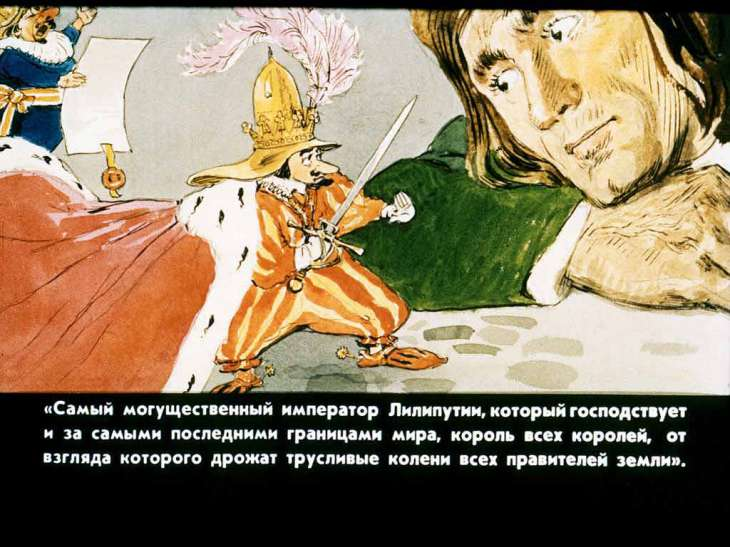 «Самый могущественный император Лилипутии, который господствует
и за самыми последними границами мира, король всех королей, от
взгляда которого дрожат трусливые колени всех правителей земли».